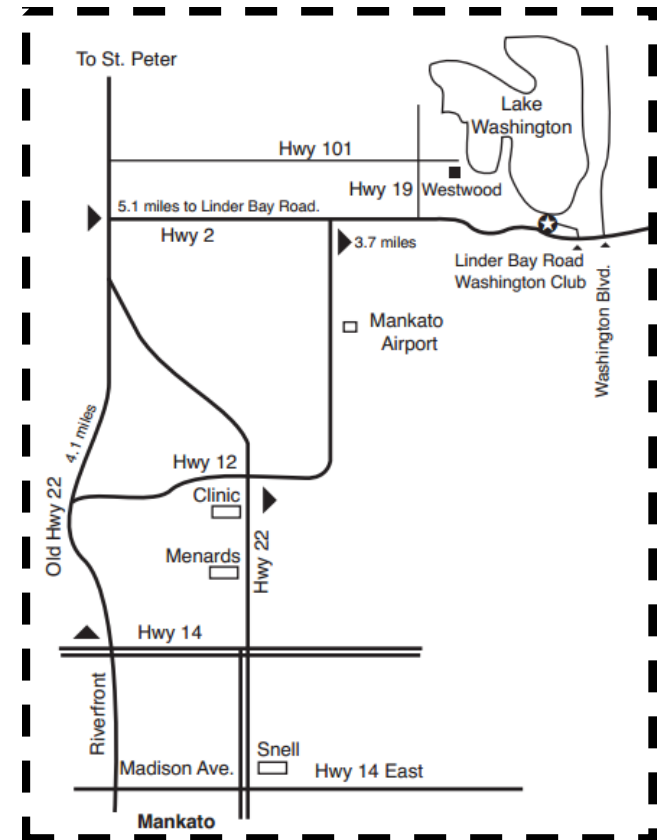 To St. Peter
Lake
Washington
Hwy 101
Hwy 19
Westwood
5.1 miles to Linder Bay Road.
Hwy 2
3.7 miles
Linder Bay Road
Washington Club
Washington Blvd.
Mankato
Airport
4.1 miles
Hwy 12
Old Hwy 22
Clinic
Hwy 22
Menards
Hwy 14
Riverfront
Snell
Madison Ave.
Hwy 14 East
Mankato